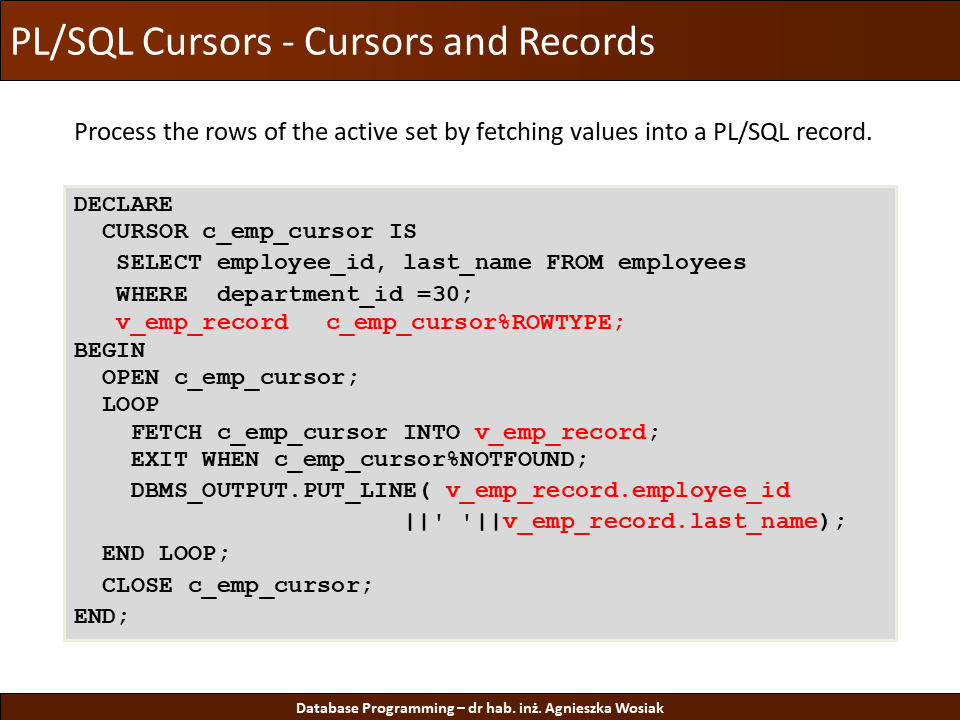 PL/SQL Cursors - Cursors and Records
Process the rows of the active set by fetching values into a PL/SQL record.
DECLARE
  CURSOR c_emp_cursor IS
   SELECT employee_id, last_name FROM employees
   WHERE  department_id =30;
   v_emp_record   c_emp_cursor%ROWTYPE;
BEGIN
  OPEN c_emp_cursor;
  LOOP
    FETCH c_emp_cursor INTO v_emp_record;
    EXIT WHEN c_emp_cursor%NOTFOUND;
    DBMS_OUTPUT.PUT_LINE( v_emp_record.employee_id
                       ||' '||v_emp_record.last_name);
  END LOOP;
  CLOSE c_emp_cursor;
END;
Database Programming – dr hab. inż. Agnieszka Wosiak